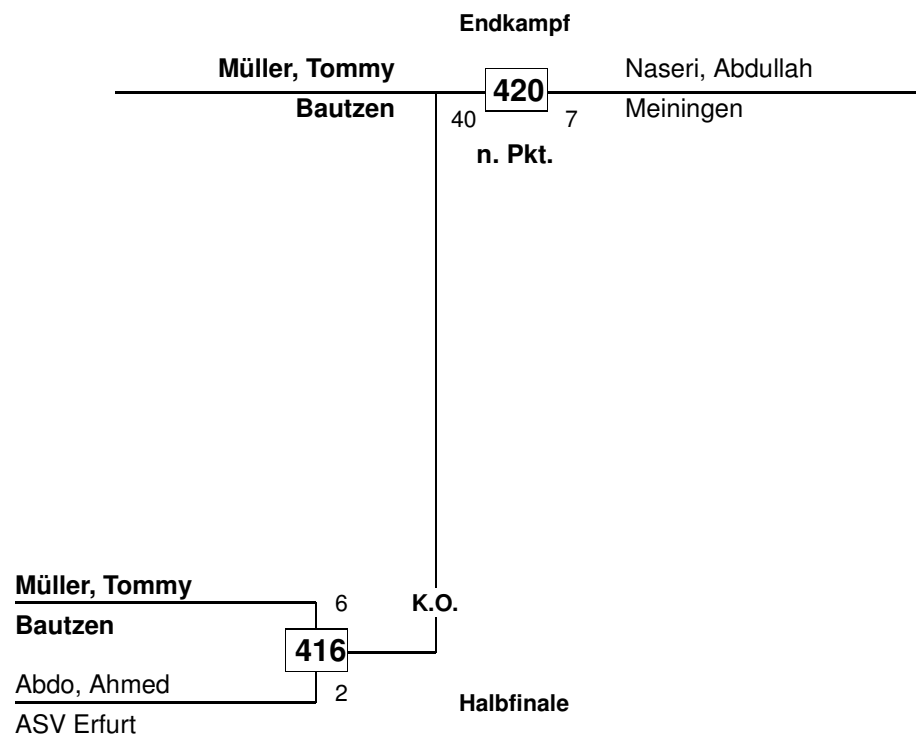 Endkampf
Müller, Tommy
Bautzen
40
420
7
n. Pkt.
Naseri, Abdullah
Meiningen
Müller, Tommy
Bautzen
6
K.O.
416
Abdo, Ahmed
ASV Erfurt
2
Halbfinale